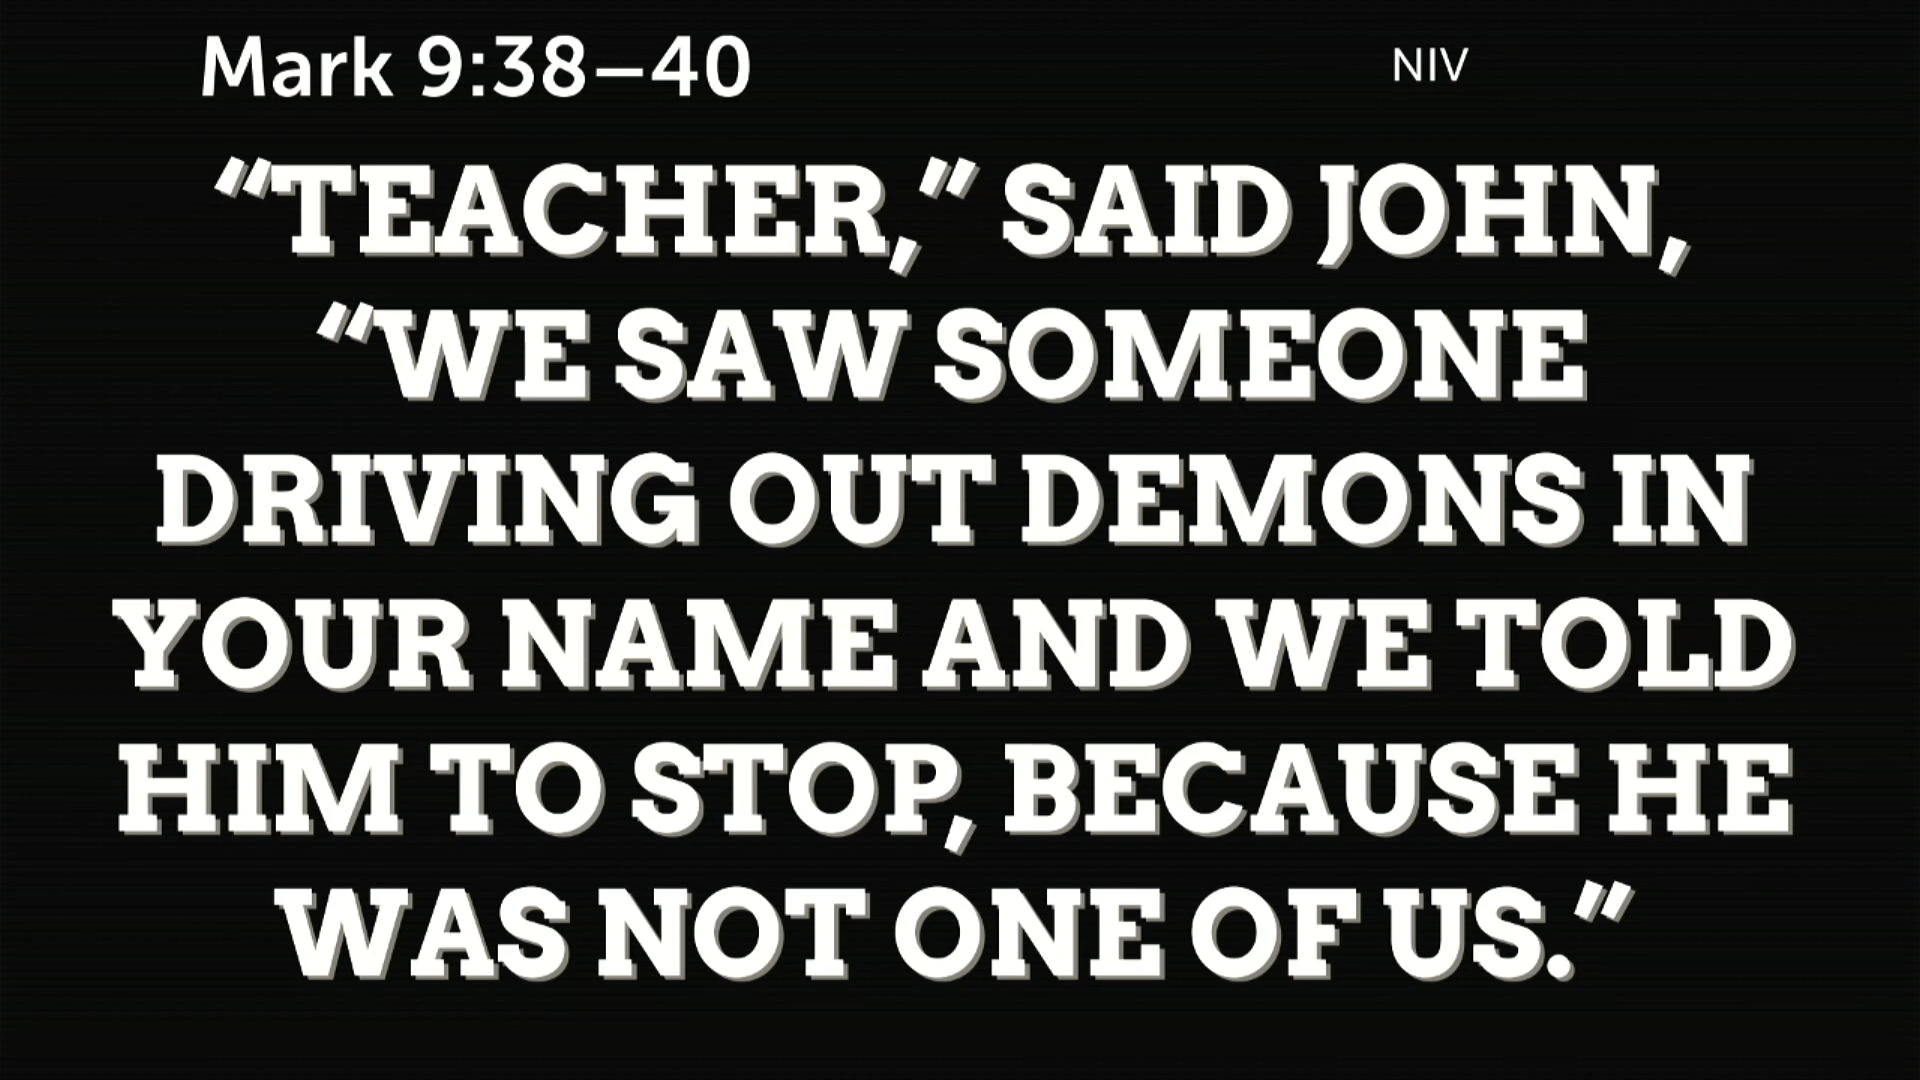 Mark 9:38–40 NIV
“TEACHER,” SAID JOHN,
“WE SAW SOMEONE
DRIVING OUT DEMONS IN
YOUR NAME AND WE TOLD
HIM TO STOP, BECAUSE HE
WAS NOT ONE OF US.”